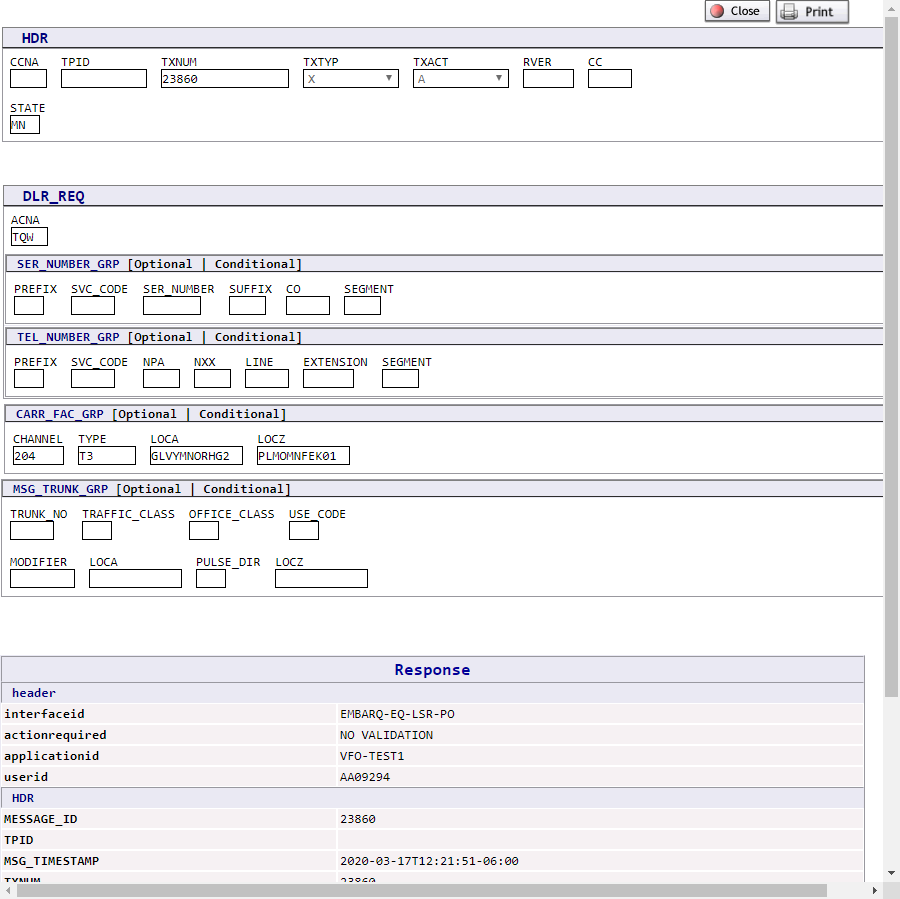 Close Print
HDR
CCNA TPID TXNUM TXTYP TXACT RVER CC
23860 X A
STATE
MN
DLR_REQ
ACNA
TQW
SER_NUMBER_GRP [Optional | Conditional]
PREFIX SVC_CODE SER_NUMBER SUFFIX CO SEGMENT
TEL_NUMBER_GRP [Optional | Conditional]
PREFIX SVC_CODE NPA NXX LINE EXTENSION SEGMENT
CARR_FAC_GRP [Optional | Conditional]
CHANNEL TYPE LOCA LOCZ
204 T3 GLVYMNORHG2 PLMOMNFEK01
MSG_TRUNK_GRP [Optional | Conditional]
TRUNK_NO TRAFFIC_CLASS OFFICE_CLASS USE_CODE
MODIFIER LOCA PULSE_DIR LOCZ
Response
header
interfaceid EMBARQ-EQ-LSR-PO
actionrequired NO VALIDATION
applicationid VFO-TEST1
userid AA09294
HDR
MESSAGE_ID 23860
TPID
MSG_TIMESTAMP 2020-03-17T12:21:51-06:00
TXNUM 23860